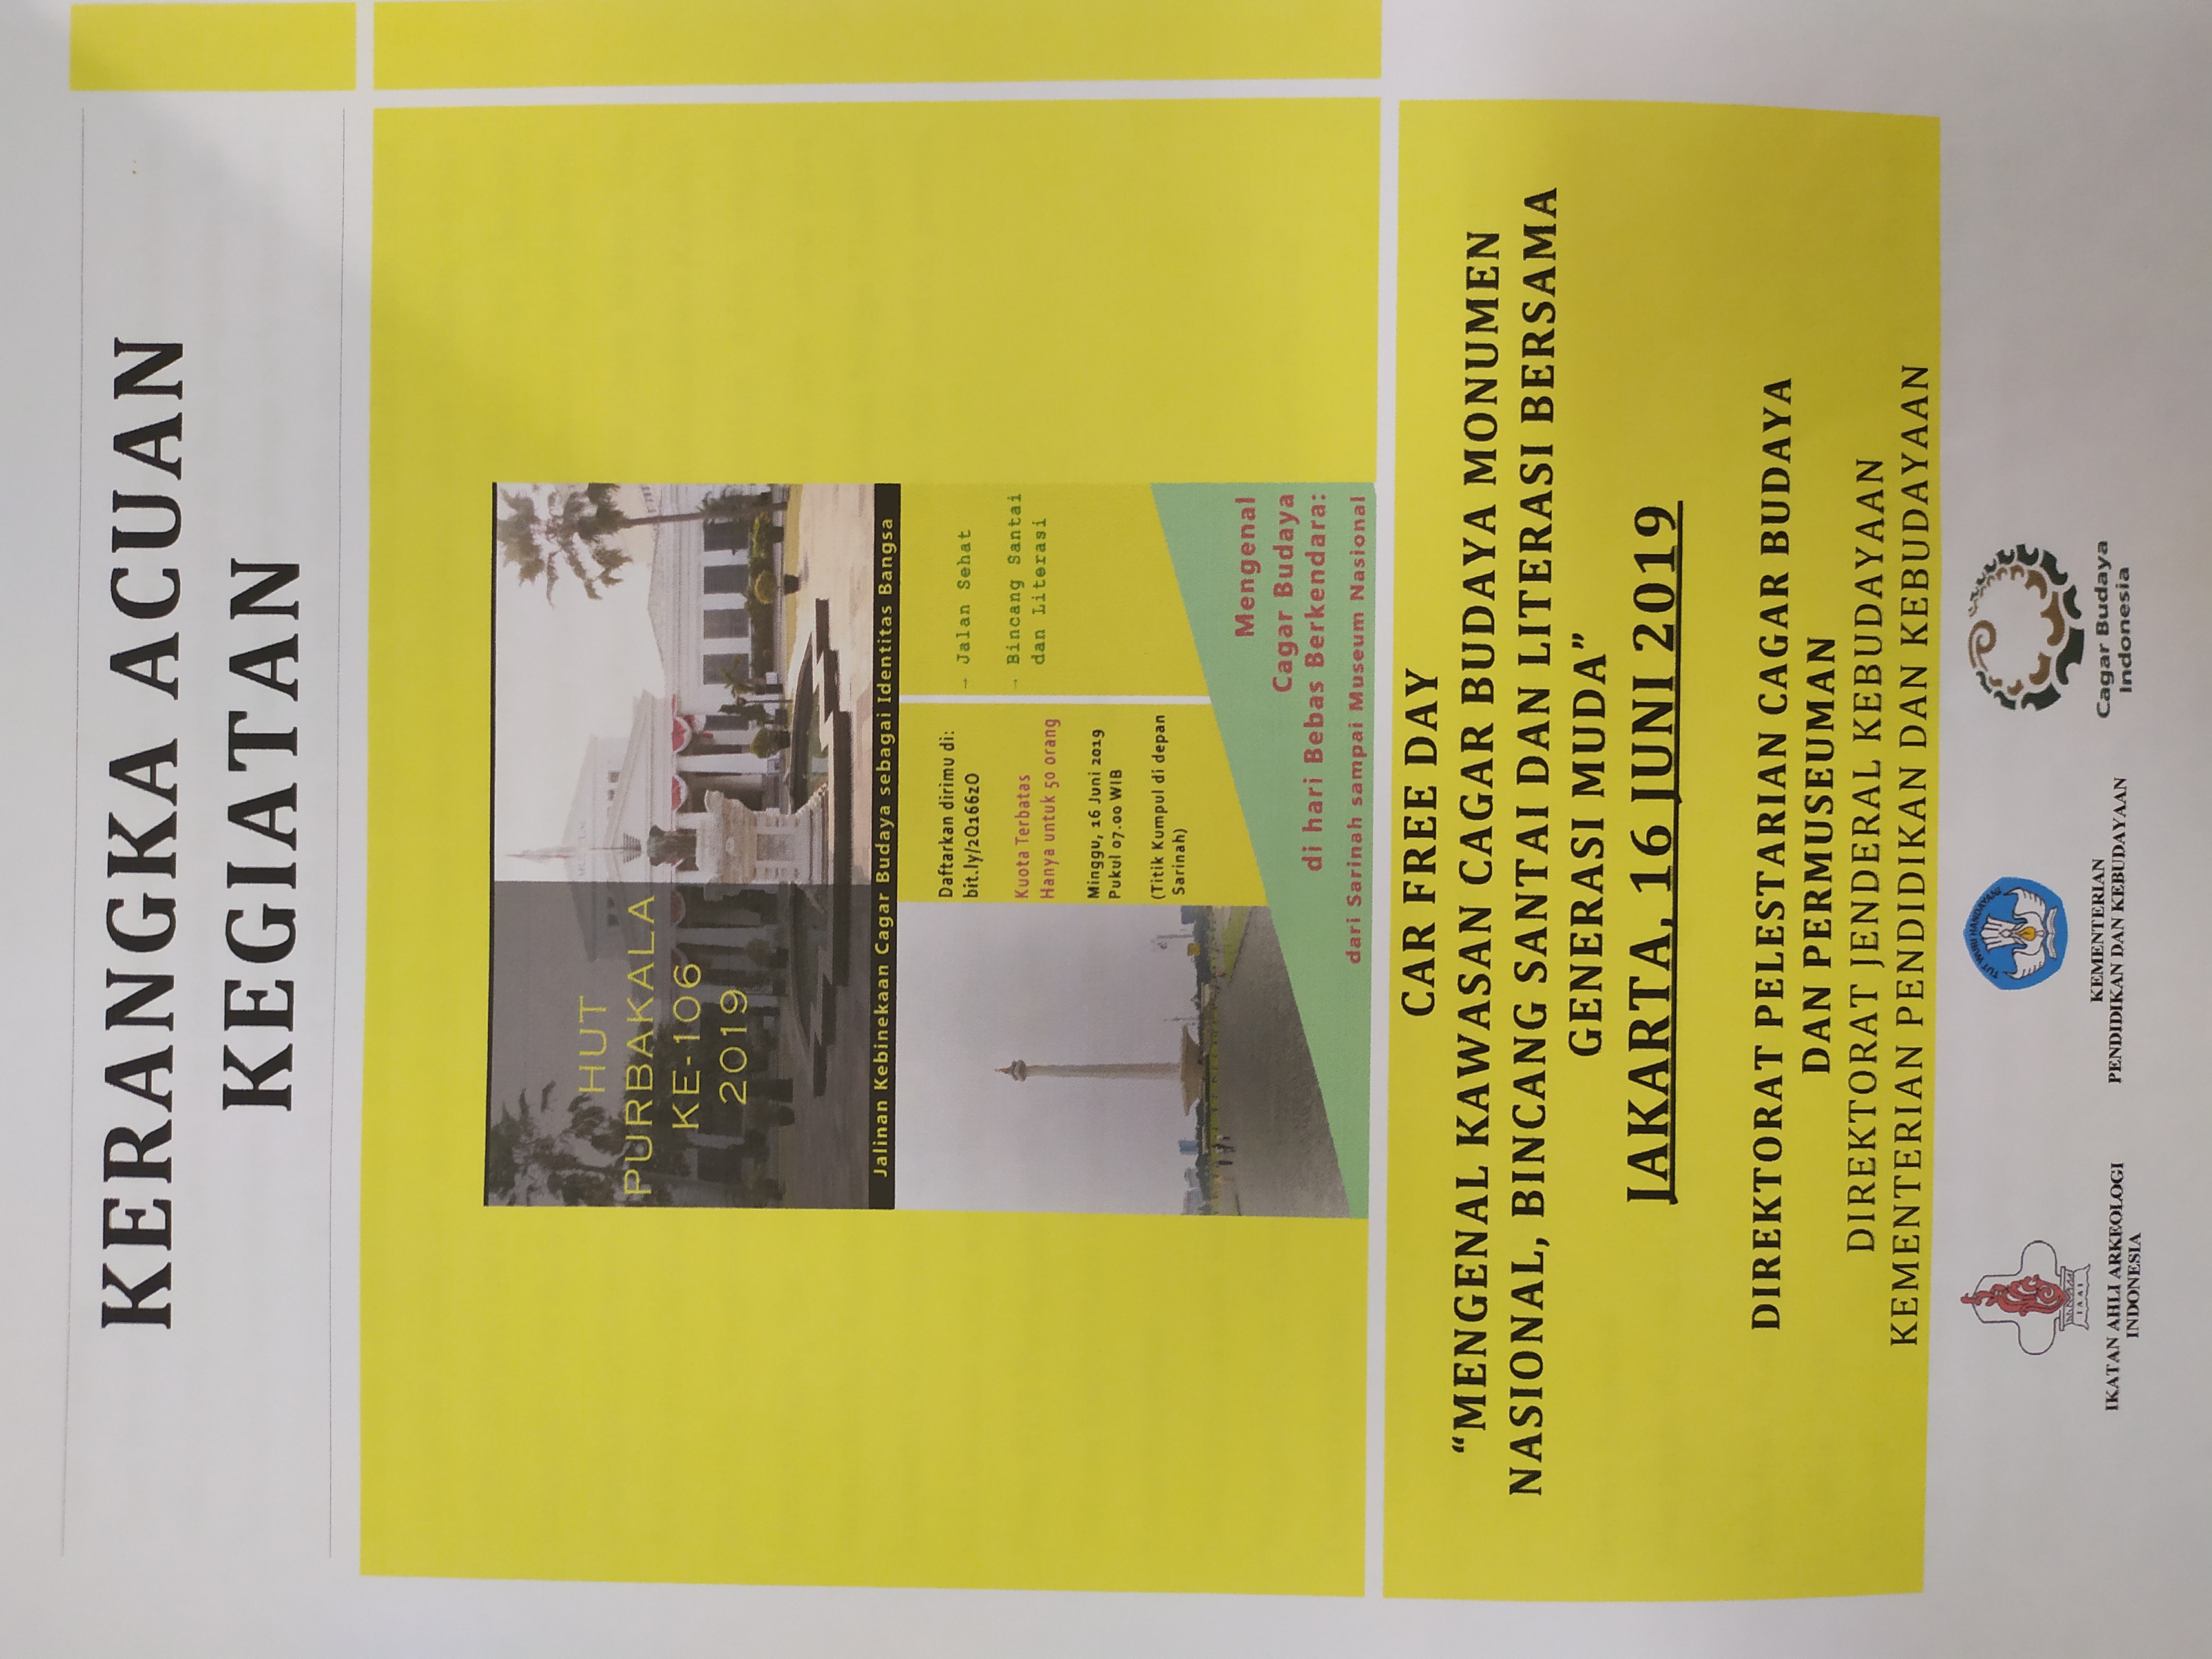 KERANGKA ACUAN
KEGIATAN
HUT
PURBAKALA
KE-106
2019
Jalinan Kebinekaan Cagar Budaya sebagai Identitas Bangsa
Daftarkan dirimu di:
bit.ly/2Q166zO
Kuota Terbatas
Hanya untuk 50 orang
Minggu, 16 Juni 2019
Pukul 07.00 WIB
(Titik Kumpul di depan
Sarinah)
→ Jalan Sehat
→ Bincang Santai
dan Literasi
Mengenal
Cagar Budaya
di hari Bebas Berkendara:
dari Sarinah sampai Museum Nasional
CAR FREE DAY
“MENGENAL KAWASAN CAGAR BUDAYA MONUMEN
NASIONAL, BINCANG SANTAI DAN LITERASI BERSAMA
GENERASI MUDA”
JAKARTA, 16 JUNI 2019
DIREKTORAT PELESTARIAN CAGAR BUDAYA
DAN PERMUSEUMAN
DIREKTORAT JENDERAL KEBUDAYAAN
KEMENTERIAN PENDIDIKAN DAN KEBUDAYAAN
IAAI
IKATAN AHLI ARKEOLOGI
INDONESIA
TUT WURI HANDAYANI
KEMENTERIAN
PENDIDIKAN DAN KEBUDAYAAN
Cagar Budaya
Indonesia